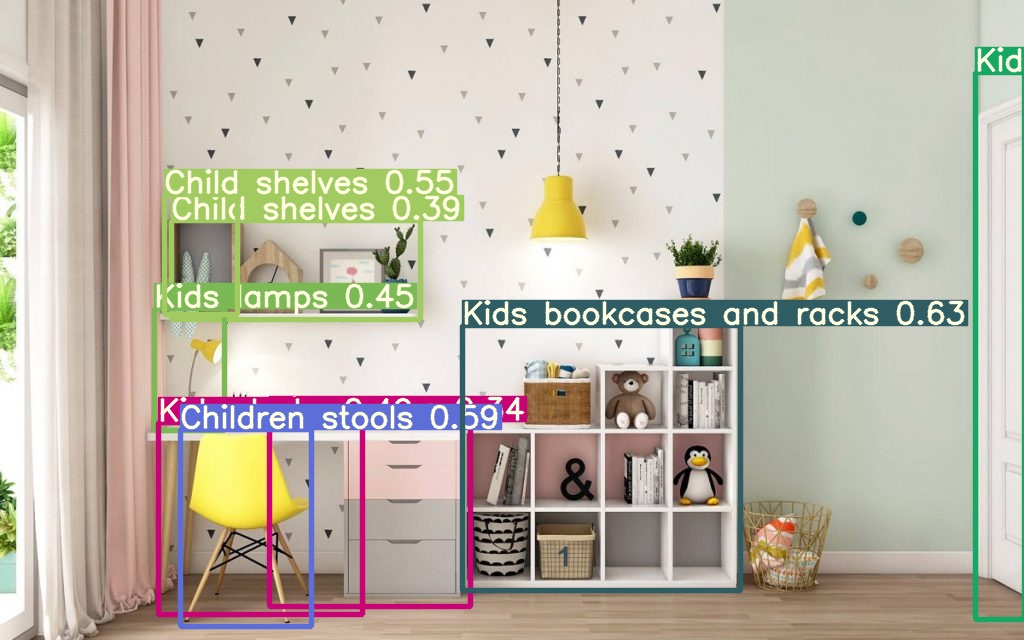 Kid
Child shelves 0.55
Child shelves 0.39
Kids lamps 0.45
Kids bookcases and racks 0.63
Children stools 0.59
&
1